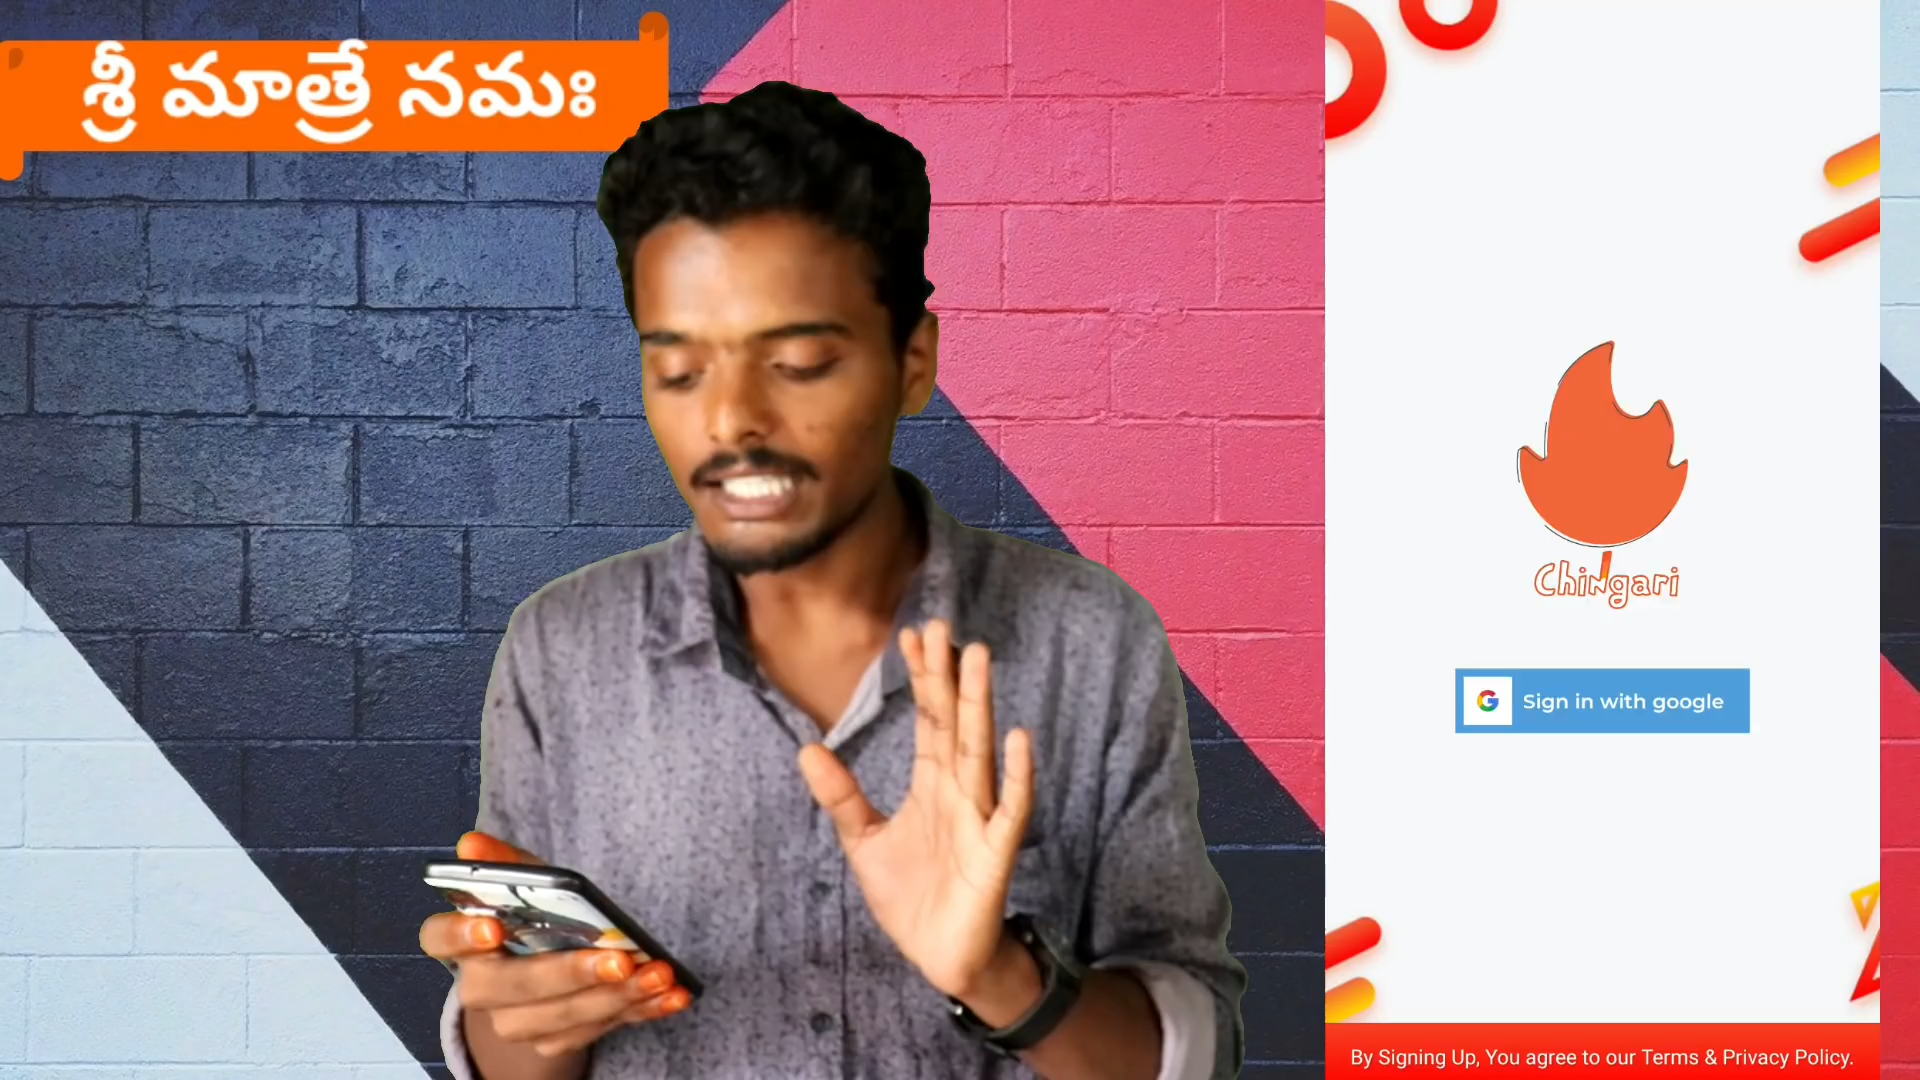 శ్రీ మాత్రే నమః
Chingari
G Sign in with google
By Signing Up, You agree to our Terms & Privacy Policy.